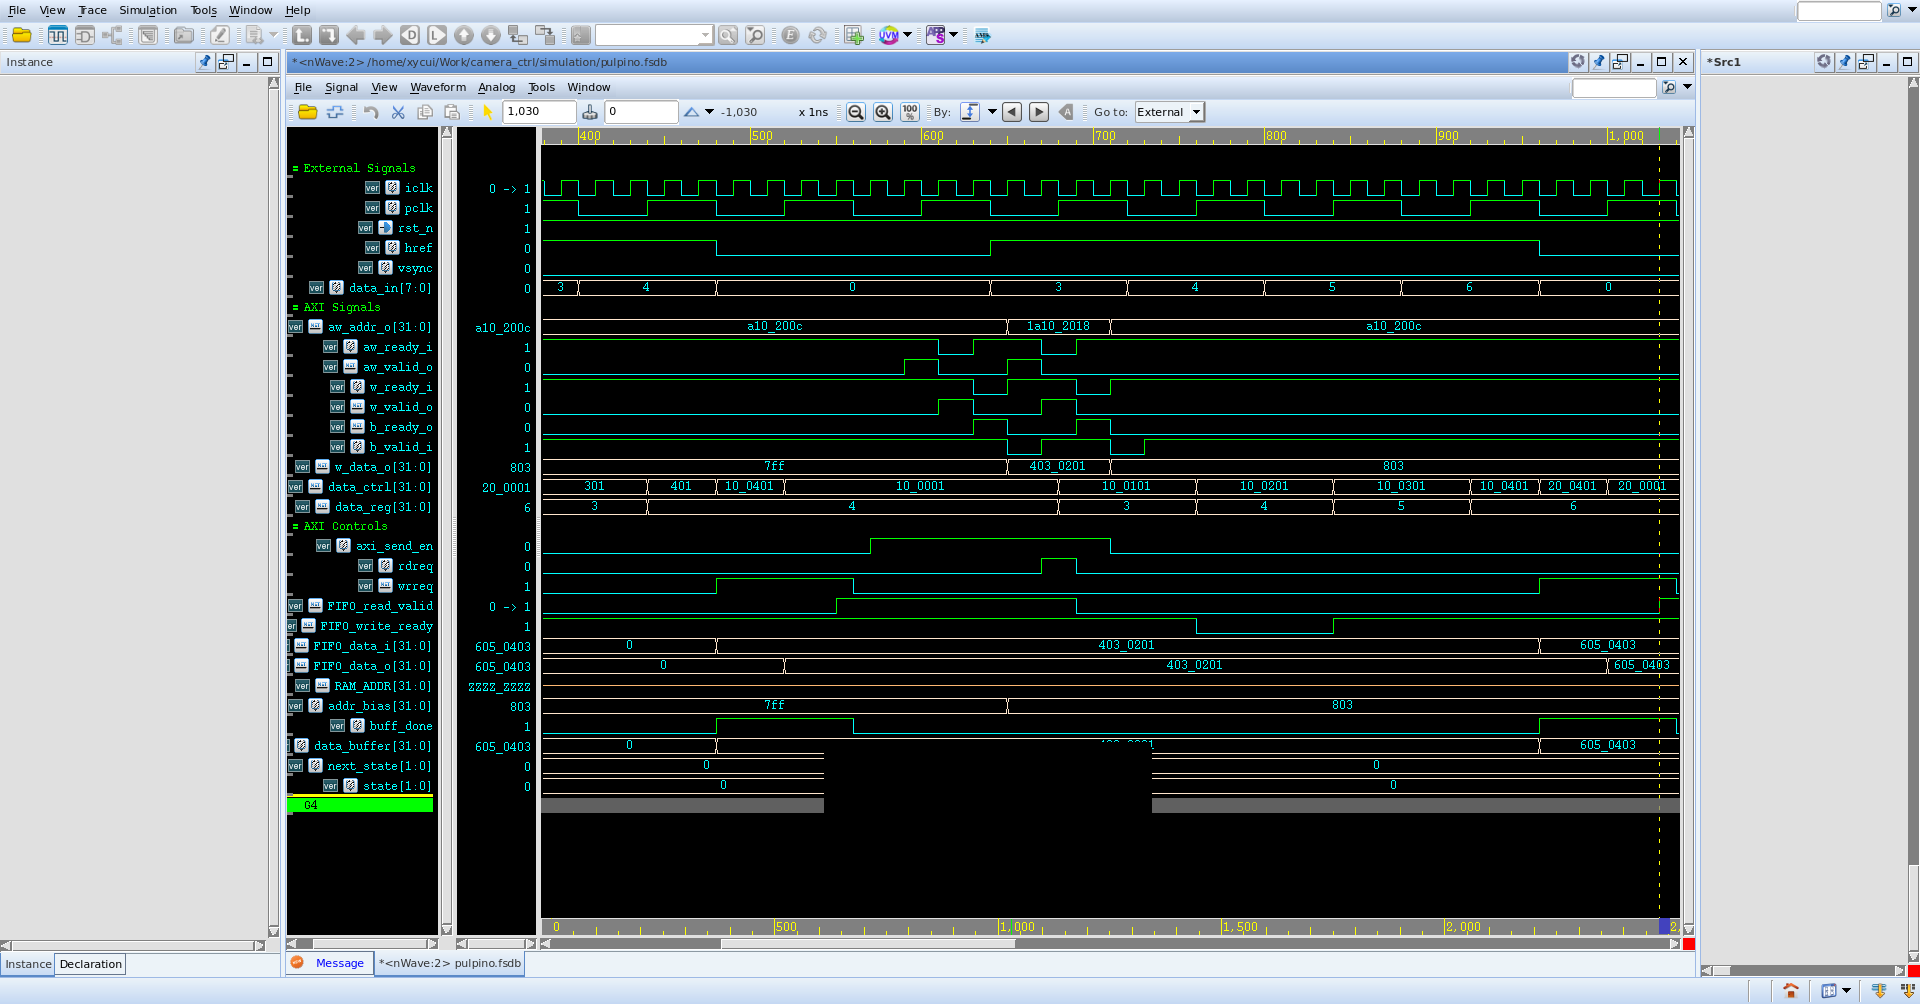 File View Trace Simulation Tools Window Help
Instance
*<nWave:2> /home/xycui/Work/camera_ctrl/simulation/pulpino.fsdb
*Src1
File Signal View Waveform Analog Tools Window
1,030 0 -1,030 x 1ns 100% By: Go to: External
400 500 600 700 800 900 1,000
External Signals
iclk 0 -> 1
pclk 1
rst_n 1
href 0
vsync 0
data_in[7:0] 0 3 4 0 3 4 5 6 0
AXI Signals
aw_addr_o[31:0] a10_200c a10_200c 1a10_2018 a10_200c
aw_ready_i 1
aw_valid_o 0
w_ready_i 1
w_valid_o 0
b_ready_o 0
b_valid_i 1
w_data_o[31:0] 803 7ff 403_0201 803
data_ctrl[31:0] 20_0001 301 401 10_0401 10_0001 10_0101 10_0201 10_0301 10_0401 20_0401 20_0001
data_reg[31:0] 6 3 4 3 4 5 6
AXI Controls
axi_send_en 0
rdreq 0
wrreq 1
FIFO_read_valid 0 -> 1
FIFO_write_ready 1
FIFO_data_i[31:0] 605_0403 0 403_0201 605_0403
FIFO_data_o[31:0] 605_0403 0 403_0201 605_0403
RAM_ADDR[31:0] ZZZZ_ZZZZ
addr_bias[31:0] 803 7ff 803
buff_done 1
data_buffer[31:0] 605_0403 0 605_0403
next_state[1:0] 0 0 0
state[1:0] 0 0 0
G4
0 500 1,000 1,500 2,000 2,
Instance Declaration
Message *<nWave:2> pulpino.fsdb